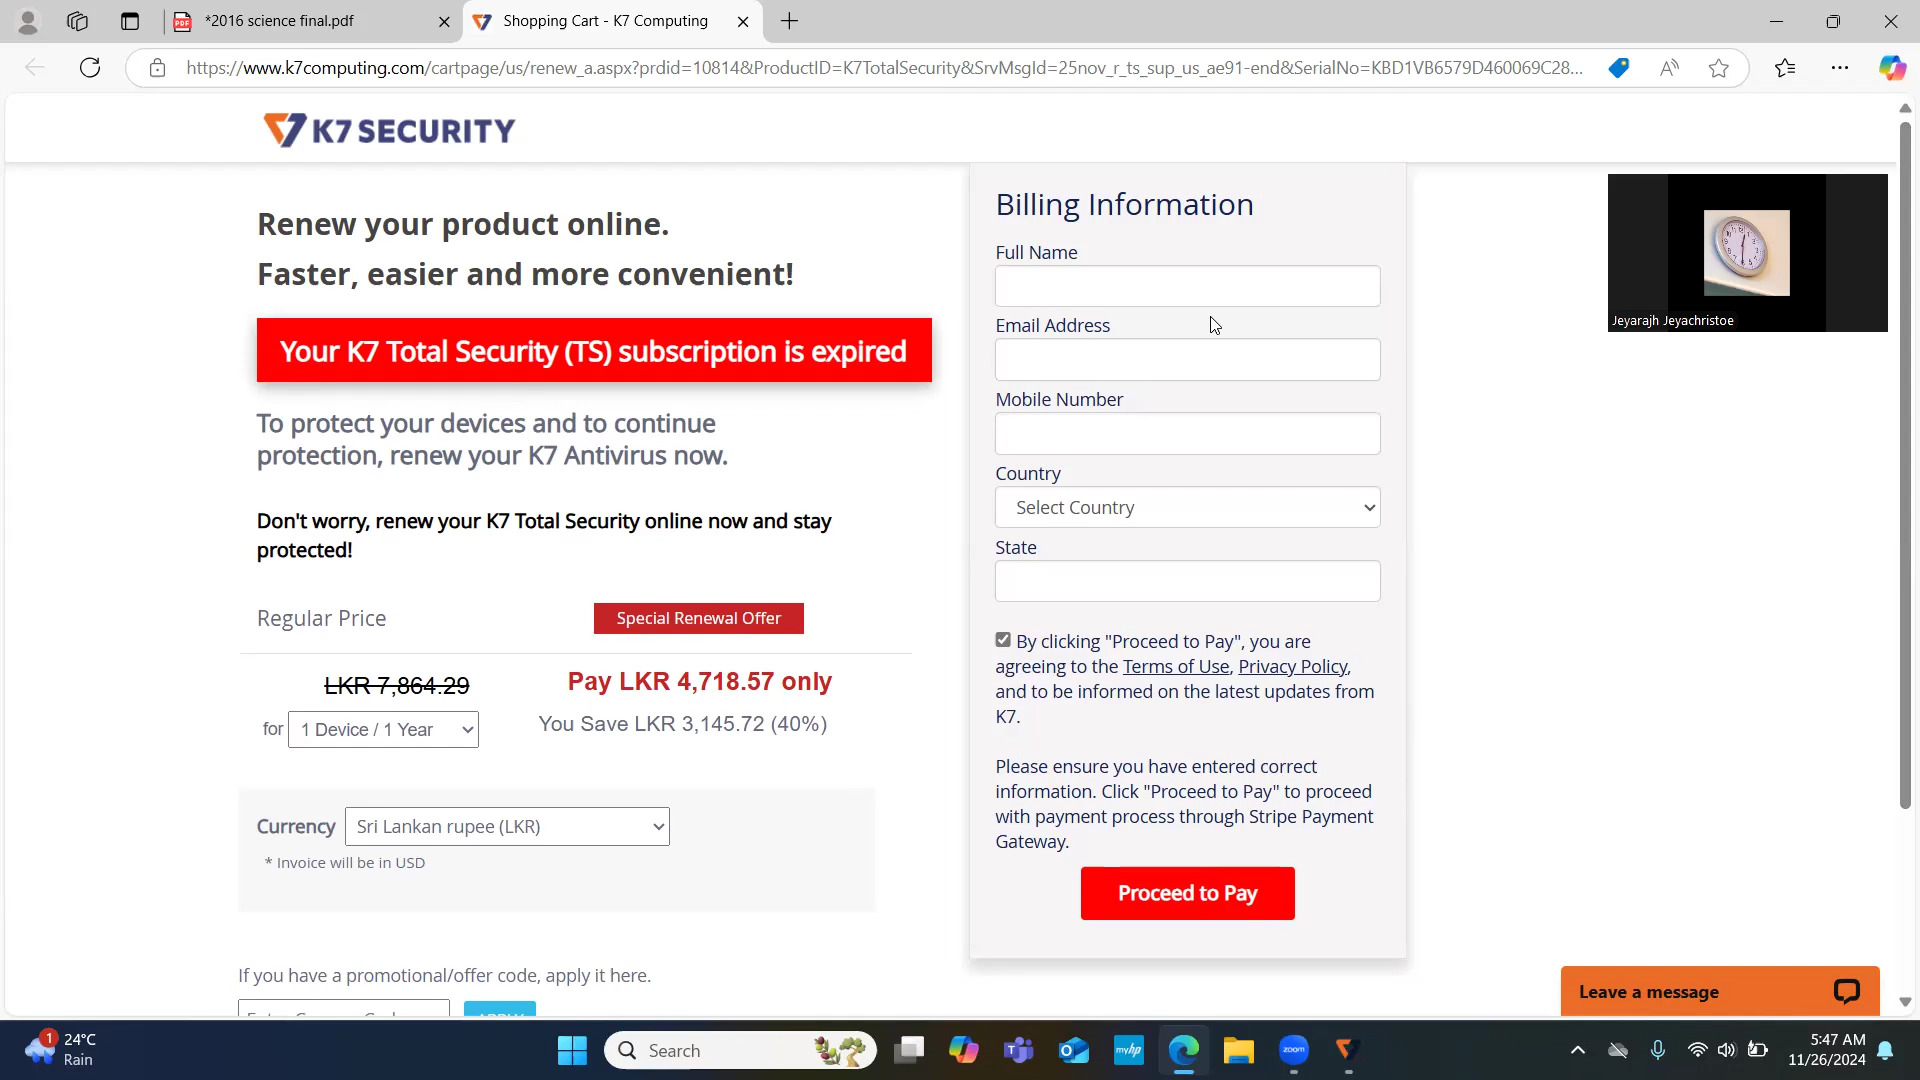 *2016 science final.pdf
Shopping Cart - K7 Computing
https://www.k7computing.com/cartpage/us/renew_a.aspx?prdid=10814&ProductID=K7TotalSecurity&SrvMsgId=25nov_r_ts_sup_us_ae91-end&SerialNo=KBD1VB6579D460069C28...
K7 SECURITY
Renew your product online.
Faster, easier and more convenient!
Your K7 Total Security (TS) subscription is expired
To protect your devices and to continue
protection, renew your K7 Antivirus now.
Don't worry, renew your K7 Total Security online now and stay
protected!
Regular Price
Special Renewal Offer
LKR 7,864.29
Pay LKR 4,718.57 only
for 1 Device / 1 Year
You Save LKR 3,145.72 (40%)
Currency Sri Lankan rupee (LKR)
* Invoice will be in USD
If you have a promotional/offer code, apply it here.
Billing Information
Full Name
Email Address
Mobile Number
Country
Select Country
State
By clicking "Proceed to Pay", you are
agreeing to the Terms of Use, Privacy Policy,
and to be informed on the latest updates from
K7.
Please ensure you have entered correct
information. Click "Proceed to Pay" to proceed
with payment process through Stripe Payment
Gateway.
Proceed to Pay
Jeyarajh Jeyachristoe
Leave a message
1
24°C
Rain
Search
myhp
zoom
5:47 AM
11/26/2024